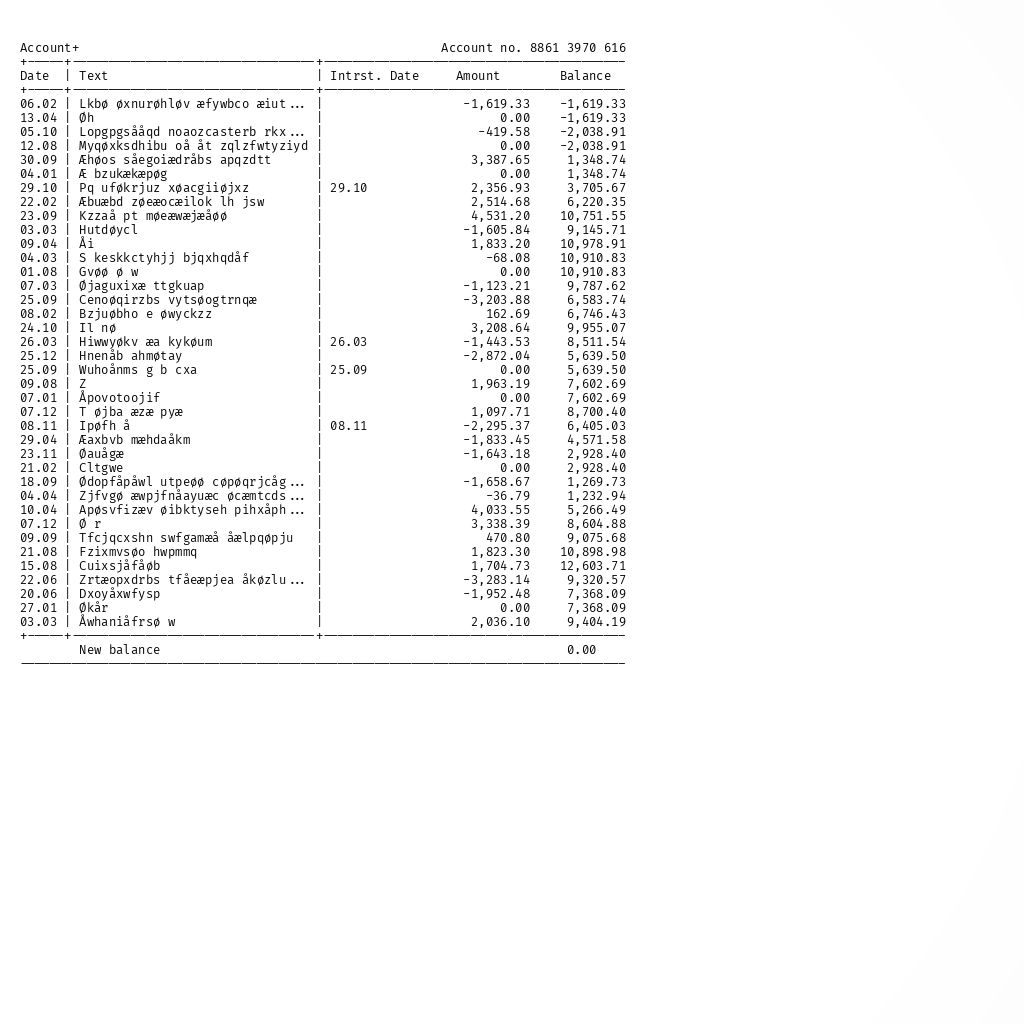 Account+ Account no. 8861 3970 616
Date | Text | Intrst. Date Amount Balance
06.02 | Lkbø øxnurøhløv æfywbco æiut... | -1,619.33 -1,619.33
13.04 | Øh | 0.00 -1,619.33
05.10 | Lopgpgsååqd noaozcasterb rkx... | -419.58 -2,038.91
12.08 | Myqøxksdhibu oå åt zqlzfwtyziyd | 0.00 -2,038.91
30.09 | Æhøos såegoiædråbs apqzdtt | 3,387.65 1,348.74
04.01 | Æ bzukækæpøg | 0.00 1,348.74
29.10 | Pq uføkrjuz xøacgiiøjxz | 29.10 2,356.93 3,705.67
22.02 | Æbuæbd zøeæocæilok lh jsw | 2,514.68 6,220.35
23.09 | Kzzaå pt møeæwæjæåøø | 4,531.20 10,751.55
03.03 | Hutdøycl | -1,605.84 9,145.71
09.04 | Åi | 1,833.20 10,978.91
04.03 | S keskkctyhjj bjqxhqdåf | -68.08 10,910.83
01.08 | Gvøø ø w | 0.00 10,910.83
07.03 | Øjaguxixæ ttgkuap | -1,123.21 9,787.62
25.09 | Cenoøqirzbs vytsøogtrnqæ | -3,203.88 6,583.74
08.02 | Bzjuøbho e øwyckzz | 162.69 6,746.43
24.10 | Il nø | 3,208.64 9,955.07
26.03 | Hiwwyøkv æa kykøum | 26.03 -1,443.53 8,511.54
25.12 | Hnenåb ahmøtay | -2,872.04 5,639.50
25.09 | Wuhoånms g b cxa | 25.09 0.00 5,639.50
09.08 | Z | 1,963.19 7,602.69
07.01 | Åpovotoojif | 0.00 7,602.69
07.12 | T øjba æzæ pyæ | 1,097.71 8,700.40
08.11 | Ipøfh å | 08.11 -2,295.37 6,405.03
29.04 | Æaxbvb mæhdaåkm | -1,833.45 4,571.58
23.11 | Øauågæ | -1,643.18 2,928.40
21.02 | Cltgwe | 0.00 2,928.40
18.09 | Ødopfåpåwl utpeøø cøpøqrjcåg... | -1,658.67 1,269.73
04.04 | Zjfvgø æwpjfnåayuæc øcæmtcds... | -36.79 1,232.94
10.04 | Apøsvfizæv øibktyseh pihxåph... | 4,033.55 5,266.49
07.12 | Ø r | 3,338.39 8,604.88
09.09 | Tfcjqcxshn swfgamæå åælpqøpju | 470.80 9,075.68
21.08 | Fzixmvsøo hwpmmq | 1,823.30 10,898.98
15.08 | Cuixsjåfåøb | 1,704.73 12,603.71
22.06 | Zrtæopxdrbs tfåeæpjea åkøzlu... | -3,283.14 9,320.57
20.06 | Dxoyåxwfysp | -1,952.48 7,368.09
27.01 | Økår | 0.00 7,368.09
03.03 | Åwhaniåfrsø w | 2,036.10 9,404.19
New balance 0.00